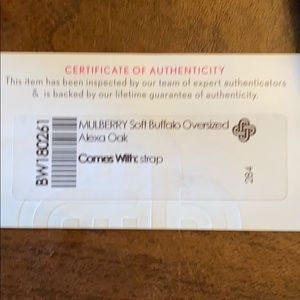 CERTIFICATE OF AUTHENTICITY
This item has been inspected by our team of expert authenticators
& is backed by our lifetime guarantee of authenticity.
BW180261
MULBERRY Soft Buffalo Oversized
Alexa Oak
Comes With: strap
284